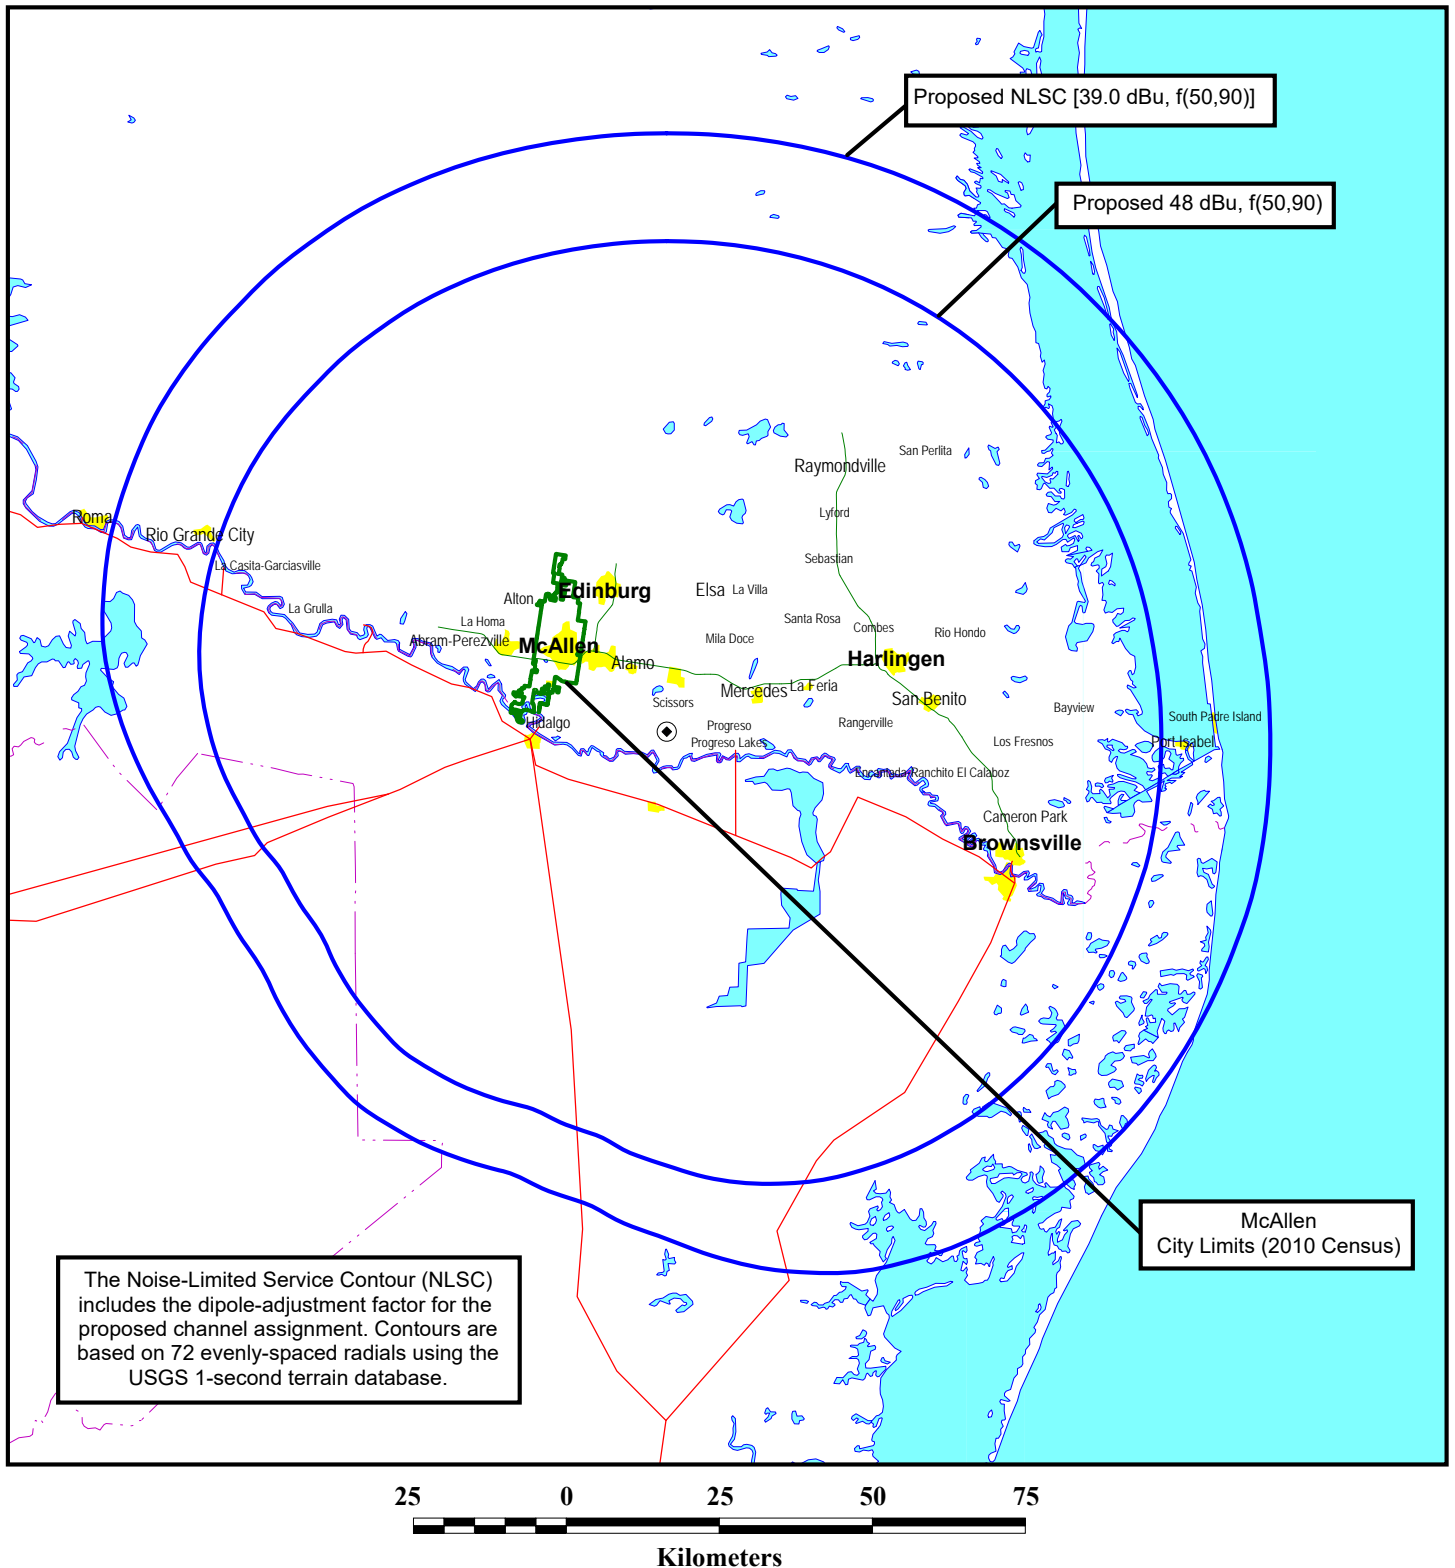 Proposed NLSC [39.0 dBu, f(50,90)]
Proposed 48 dBu, f(50,90)
San Perlita
Raymondville
Lyford
Roma
Rio Grande City
Sebastian
La Casita-Garciasville
Edinburg
Elsa
La Villa
Alton
La Grulla
La Homa
Santa Rosa
Combes
Rio Hondo
Abram-Perezville
Mila Doce
McAllen
Harlingen
Alamo
Mercedes
La Feria
San Benito
Scissors
Bayview
South Padre Island
Hidalgo
Progreso
Rangerville
Progreso Lakes
Los Fresnos
Port Isabel
Encantada-Ranchito El Calaboz
Cameron Park
Brownsville
McAllen
City Limits (2010 Census)
The Noise-Limited Service Contour (NLSC)
includes the dipole-adjustment factor for the
proposed channel assignment. Contours are
based on 72 evenly-spaced radials using the
USGS 1-second terrain database.
25 0 25 50 75
Kilometers